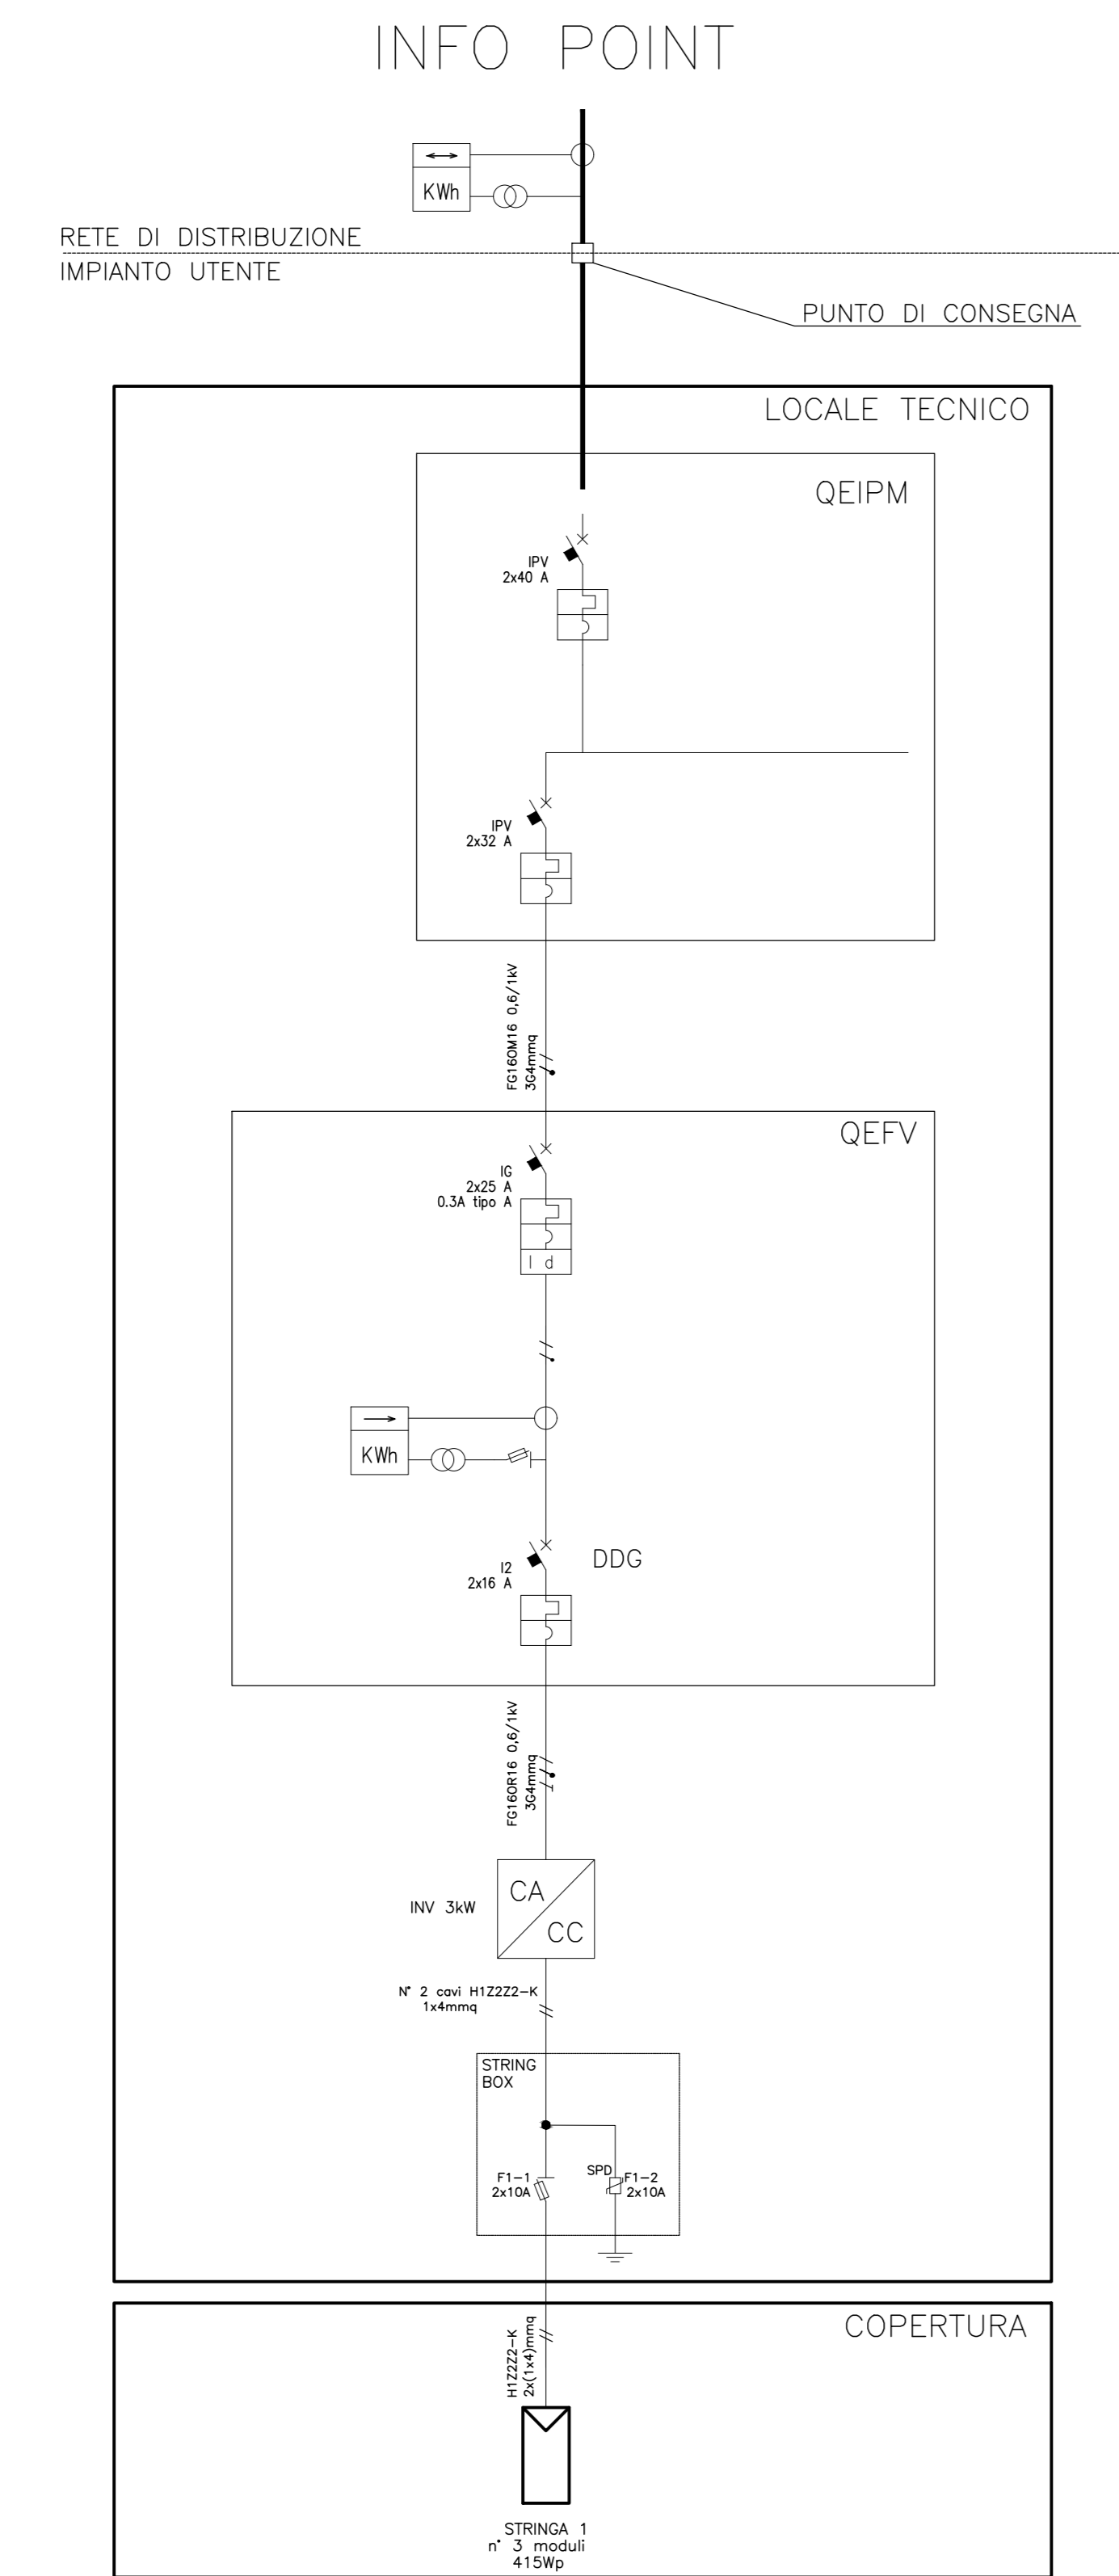 INFO POINT
KWh
RETE DI DISTRIBUZIONE
IMPIANTO UTENTE
PUNTO DI CONSEGNA
LOCALE TECNICO
QEIPM
IPV
2x40 A
IPV
2x32 A
FG16OM16 0,6/1kV
3G4mmq
QEFV
IG
2x25 A
0.3A tipo A
I d
KWh
DDG
I2
2x16 A
FG16OR16 0,6/1kV
3G4mmq
CA
INV 3kW
CC
N° 2 cavi H1Z2Z2-K
1x4mmq
STRING
BOX
SPD
F1-1
2x10A
F1-2
2x10A
COPERTURA
H1Z2Z2-K
2x(1x4)mmq
STRINGA 1
n° 3 moduli
415Wp